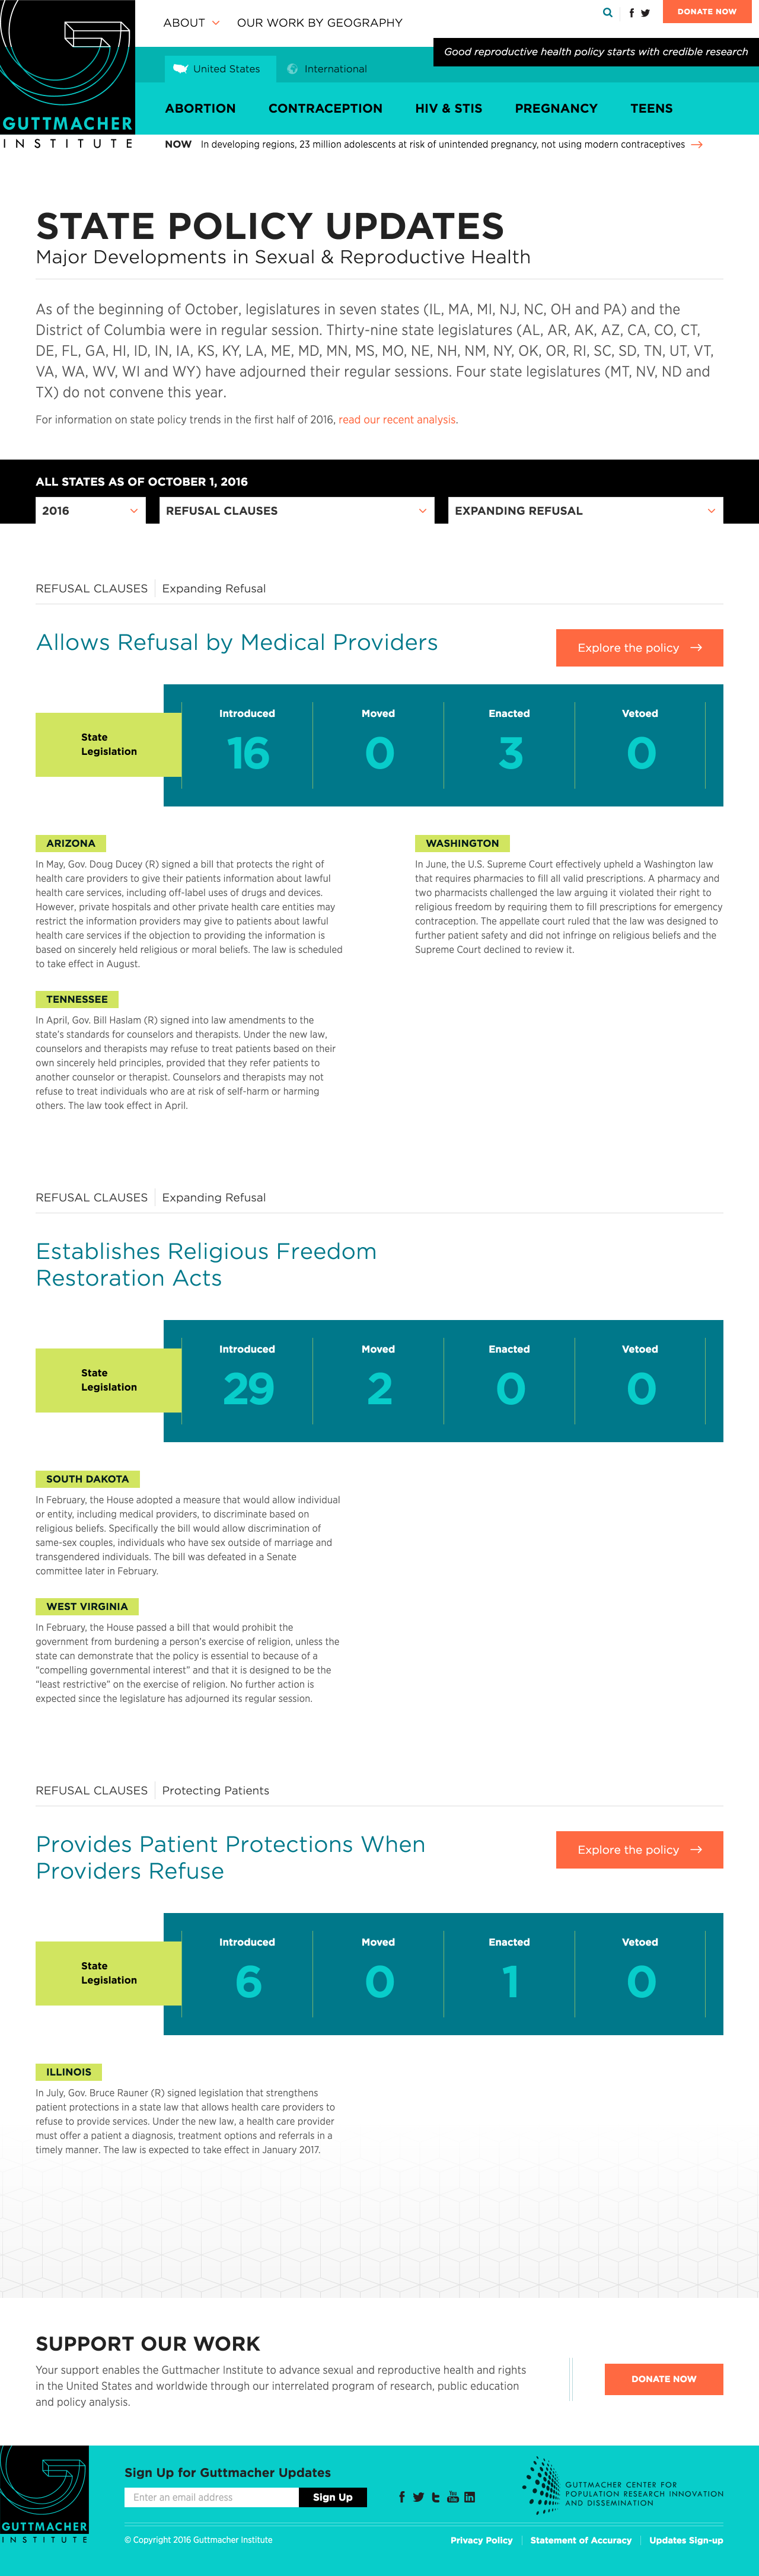 ABOUT
OUR WORK BY GEOGRAPHY
DONATE NOW
Good reproductive health policy starts with credible research
United States
International
GUTTMACHER
INSTITUTE
ABORTION
CONTRACEPTION
HIV & STIS
PREGNANCY
TEENS
NOW In developing regions, 23 million adolescents at risk of unintended pregnancy, not using modern contraceptives
STATE POLICY UPDATES
Major Developments in Sexual & Reproductive Health
As of the beginning of October, legislatures in seven states (IL, MA, MI, NJ, NC, OH and PA) and the
District of Columbia were in regular session. Thirty-nine state legislatures (AL, AR, AK, AZ, CA, CO, CT,
DE, FL, GA, HI, ID, IN, IA, KS, KY, LA, ME, MD, MN, MS, MO, NE, NH, NM, NY, OK, OR, RI, SC, SD, TN, UT, VT,
VA, WA, WV, WI and WY) have adjourned their regular sessions. Four state legislatures (MT, NV, ND and
TX) do not convene this year.
For information on state policy trends in the first half of 2016, read our recent analysis.
ALL STATES AS OF OCTOBER 1, 2016
2016
REFUSAL CLAUSES
EXPANDING REFUSAL
REFUSAL CLAUSES Expanding Refusal
Allows Refusal by Medical Providers
Explore the policy
State
Legislation
Introduced
16
Moved
0
Enacted
3
Vetoed
0
ARIZONA
In May, Gov. Doug Ducey (R) signed a bill that protects the right of
health care providers to give their patients information about lawful
health care services, including off-label uses of drugs and devices.
However, private hospitals and other private health care entities may
restrict the information providers may give to patients about lawful
health care services if the objection to providing the information is
based on sincerely held religious or moral beliefs. The law is scheduled
to take effect in August.
TENNESSEE
In April, Gov. Bill Haslam (R) signed into law amendments to the
state's standards for counselors and therapists. Under the new law,
counselors and therapists may refuse to treat patients based on their
own sincerely held principles, provided that they refer patients to
another counselor or therapist. Counselors and therapists may not
refuse to treat individuals who are at risk of self-harm or harming
others. The law took effect in April.
WASHINGTON
In June, the U.S. Supreme Court effectively upheld a Washington law
that requires pharmacies to fill all valid prescriptions. A pharmacy and
two pharmacists challenged the law arguing it violated their right to
religious freedom by requiring them to fill prescriptions for emergency
contraception. The appellate court ruled that the law was designed to
further patient safety and did not infringe on religious beliefs and the
Supreme Court declined to review it.
REFUSAL CLAUSES Expanding Refusal
Establishes Religious Freedom
Restoration Acts
State
Legislation
Introduced
29
Moved
2
Enacted
0
Vetoed
0
SOUTH DAKOTA
In February, the House adopted a measure that would allow individual
or entity, including medical providers, to discriminate based on
religious beliefs. Specifically the bill would allow discrimination of
same-sex couples, individuals who have sex outside of marriage and
transgendered individuals. The bill was defeated in a Senate
committee later in February.
WEST VIRGINIA
In February, the House passed a bill that would prohibit the
government from burdening a person's exercise of religion, unless the
state can demonstrate that the policy is essential to because of a
"compelling governmental interest" and that it is designed to be the
"least restrictive" on the exercise of religion. No further action is
expected since the legislature has adjourned its regular session.
REFUSAL CLAUSES Protecting Patients
Provides Patient Protections When
Providers Refuse
Explore the policy
State
Legislation
Introduced
6
Moved
0
Enacted
1
Vetoed
0
ILLINOIS
In July, Gov. Bruce Rauner (R) signed legislation that strengthens
patient protections in a state law that allows health care providers to
refuse to provide services. Under the new law, a health care provider
must offer a patient a diagnosis, treatment options and referrals in a
timely manner. The law is expected to take effect in January 2017.
SUPPORT OUR WORK
Your support enables the Guttmacher Institute to advance sexual and reproductive health and rights
in the United States and worldwide through our interrelated program of research, public education
and policy analysis.
DONATE NOW
GUTTMACHER
INSTITUTE
Sign Up for Guttmacher Updates
Enter an email address
Sign Up
You
Tube
GUTTMACHER CENTER FOR
POPULATION RESEARCH INNOVATION
AND DISSEMINATION
© Copyright 2016 Guttmacher Institute
Privacy Policy
Statement of Accuracy
Updates Sign-up